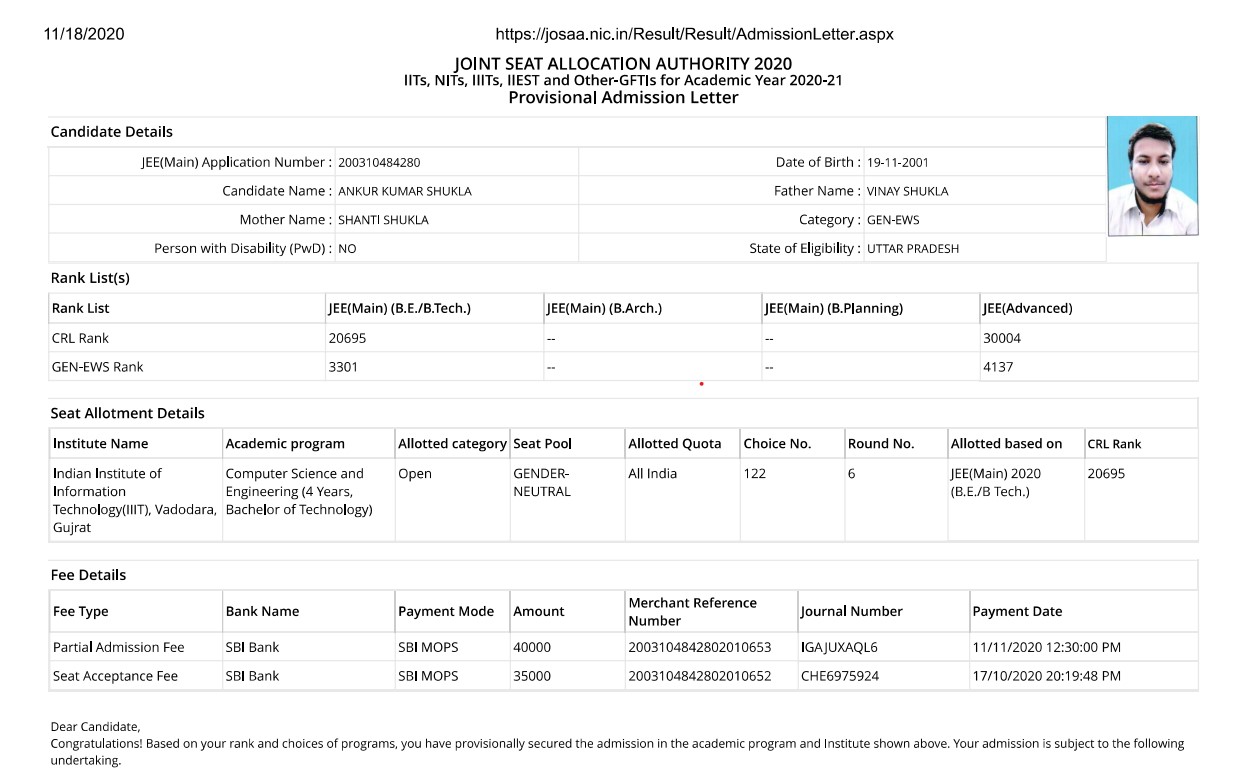 11/18/2020 https://josaa.nic.in/Result/Result/AdmissionLetter.aspx
JOINT SEAT ALLOCATION AUTHORITY 2020
IITs, NITs, IIITs, IIEST and Other-GFTIs for Academic Year 2020-21
Provisional Admission Letter
Candidate Details
JEE(Main) Application Number : 200310484280 Date of Birth : 19-11-2001
Candidate Name : ANKUR KUMAR SHUKLA Father Name : VINAY SHUKLA
Mother Name : SHANTI SHUKLA Category : GEN-EWS
Person with Disability (PwD) : NO State of Eligibility : UTTAR PRADESH
Rank List(s)
Rank List JEE(Main) (B.E./B.Tech.) JEE(Main) (B.Arch.) JEE(Main) (B.Planning) JEE(Advanced)
CRL Rank 20695 -- -- 30004
GEN-EWS Rank 3301 -- -- 4137
Seat Allotment Details
Institute Name Academic program Allotted category Seat Pool Allotted Quota Choice No. Round No. Allotted based on CRL Rank
Indian Institute of Computer Science and Open GENDER- All India 122 6 JEE(Main) 2020 20695
Information Engineering (4 Years, NEUTRAL (B.E./B Tech.)
Technology(IIIT), Vadodara, Bachelor of Technology)
Gujrat
Fee Details
Fee Type Bank Name Payment Mode Amount Merchant Reference Number Journal Number Payment Date
Partial Admission Fee SBI Bank SBI MOPS 40000 2003104842802010653 IGAJUXAQL6 11/11/2020 12:30:00 PM
Seat Acceptance Fee SBI Bank SBI MOPS 35000 2003104842802010652 CHE6975924 17/10/2020 20:19:48 PM
Dear Candidate,
Congratulations! Based on your rank and choices of programs, you have provisionally secured the admission in the academic program and Institute shown above. Your admission is subject to the following
undertaking.